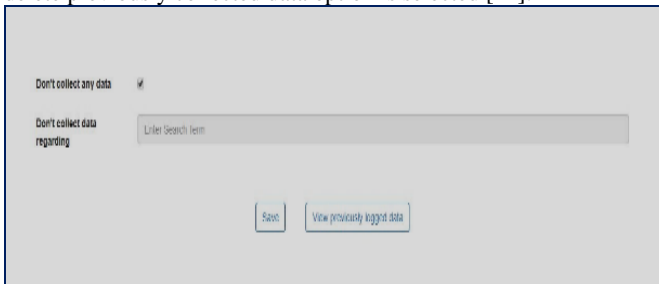 Don't collect any data
Don't collect data
regarding
Enter Search Term
Save
View previously logged data